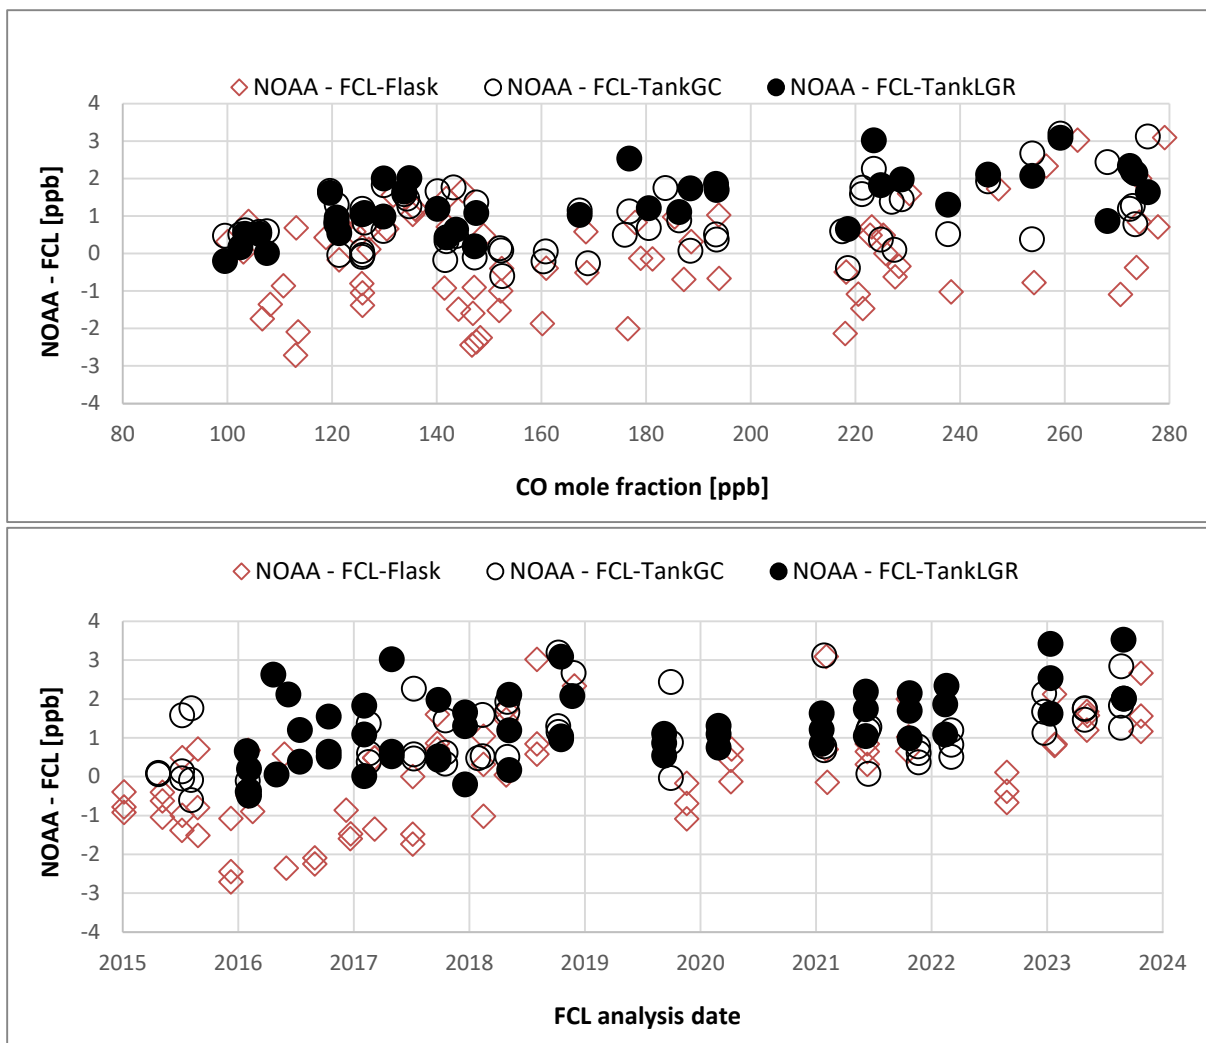 NOAA - FCL-Flask NOAA - FCL-TankGC NOAA - FCL-TankLGR
4
3
2
1
0
-1
-2
-3
-4
NOAA - FCL [ppb]
80 100 120 140 160 180 200 220 240 260 280
CO mole fraction [ppb]
NOAA - FCL-Flask NOAA - FCL-TankGC NOAA - FCL-TankLGR
4
3
2
1
0
-1
-2
-3
-4
NOAA - FCL [ppb]
2015 2016 2017 2018 2019 2020 2021 2022 2023 2024
FCL analysis date